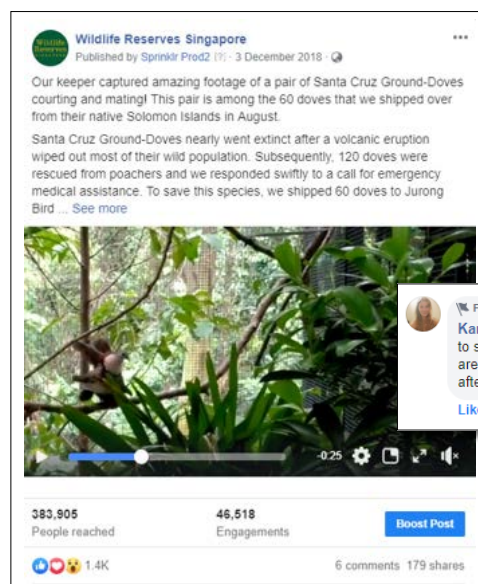 Wildlife Reserves Singapore
Published by Sprinklr Prod2 [?] · 3 December 2018 ·
Our keeper captured amazing footage of a pair of Santa Cruz Ground-Doves
courting and mating! This pair is among the 60 doves that we shipped over
from their native Solomon Islands in August.
Santa Cruz Ground-Doves nearly went extinct after a volcanic eruption
wiped out most of their wild population. Subsequently, 120 doves were
rescued from poachers and we responded swiftly to a call for emergency
medical assistance. To save this species, we shipped 60 doves to Jurong
Bird ... See more
F
Kar
to s
are
afte
Lik
-0:25
383,905
People reached
46,518
Engagements
Boost Post
1.4K
6 comments 179 shares